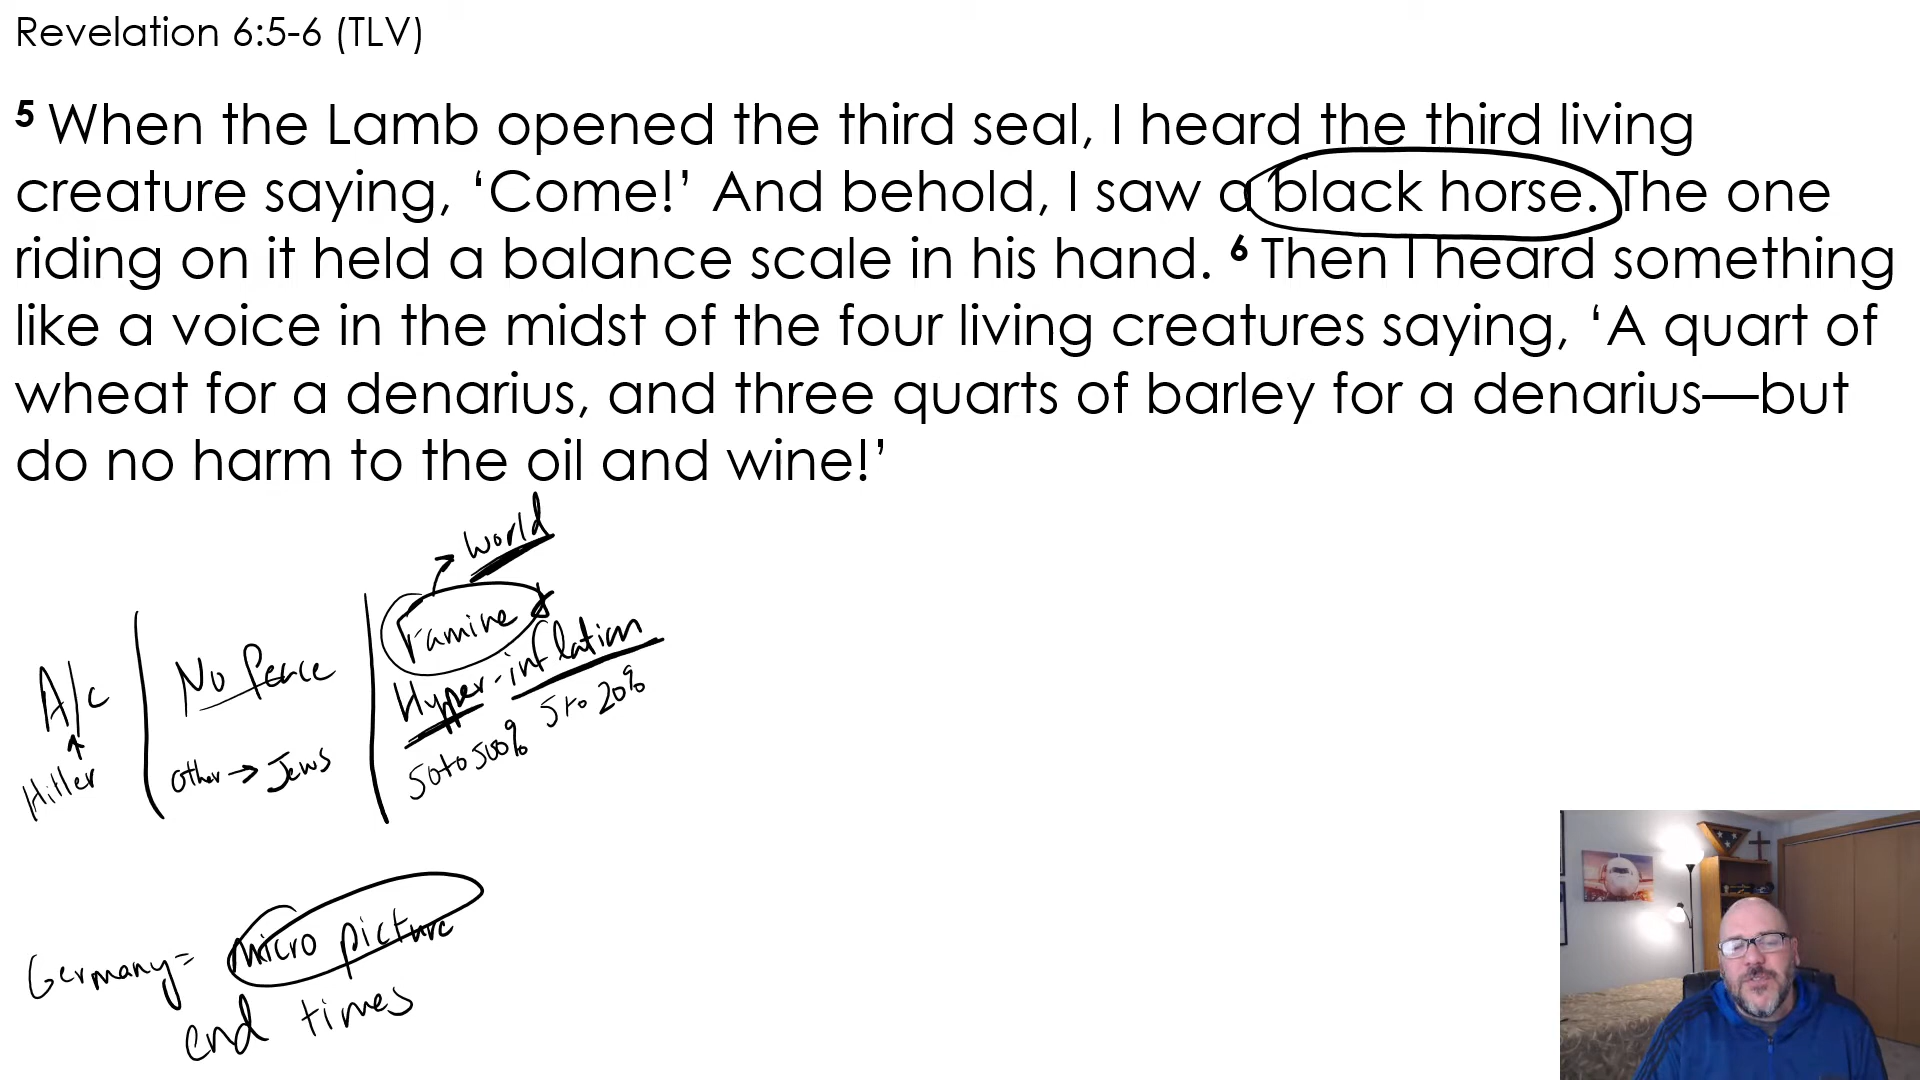 Revelation 6:5-6 (TLV)
5 When the Lamb opened the third seal, I heard the third living
creature saying, ‘Come!’ And behold, I saw a black horse. The one
riding on it held a balance scale in his hand. 6 Then I heard something
like a voice in the midst of the four living creatures saying, ‘A quart of
wheat for a denarius, and three quarts of barley for a denarius—but
do no harm to the oil and wine!’
World
A/c
Hitler
No Peace
other → Jews
Famine
Hyper-inflation
50 to 500%
5 to 20%
Germany = micro picture
end times